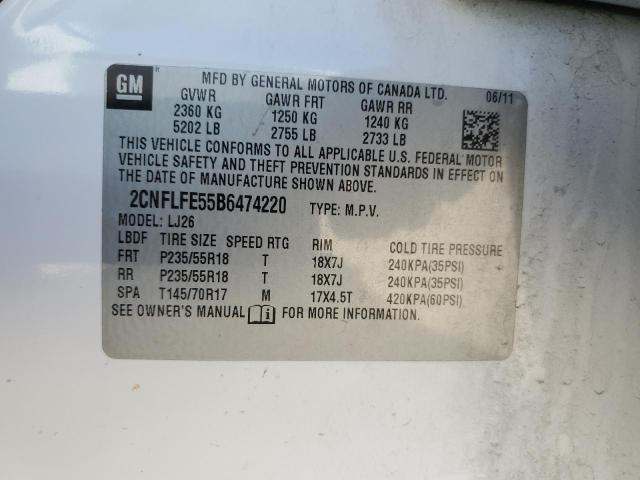 GM MFD BY GENERAL MOTORS OF CANADA LTD. 06/11
GVWR GAWR FRT GAWR RR
2360 KG 1250 KG 1240 KG
5202 LB 2755 LB 2733 LB
THIS VEHICLE CONFORMS TO ALL APPLICABLE U.S. FEDERAL MOTOR
VEHICLE SAFETY AND THEFT PREVENTION STANDARDS IN EFFECT ON
THE DATE OF MANUFACTURE SHOWN ABOVE.
2CNFLFE55B6474220 TYPE: M.P.V.
MODEL: LJ26
LBDF TIRE SIZE SPEED RTG RIM COLD TIRE PRESSURE
FRT P235/55R18 T 18X7J 240KPA(35PSI)
RR P235/55R18 T 18X7J 240KPA(35PSI)
SPA T145/70R17 M 17X4.5T 420KPA(60PSI)
SEE OWNER'S MANUAL FOR MORE INFORMATION.